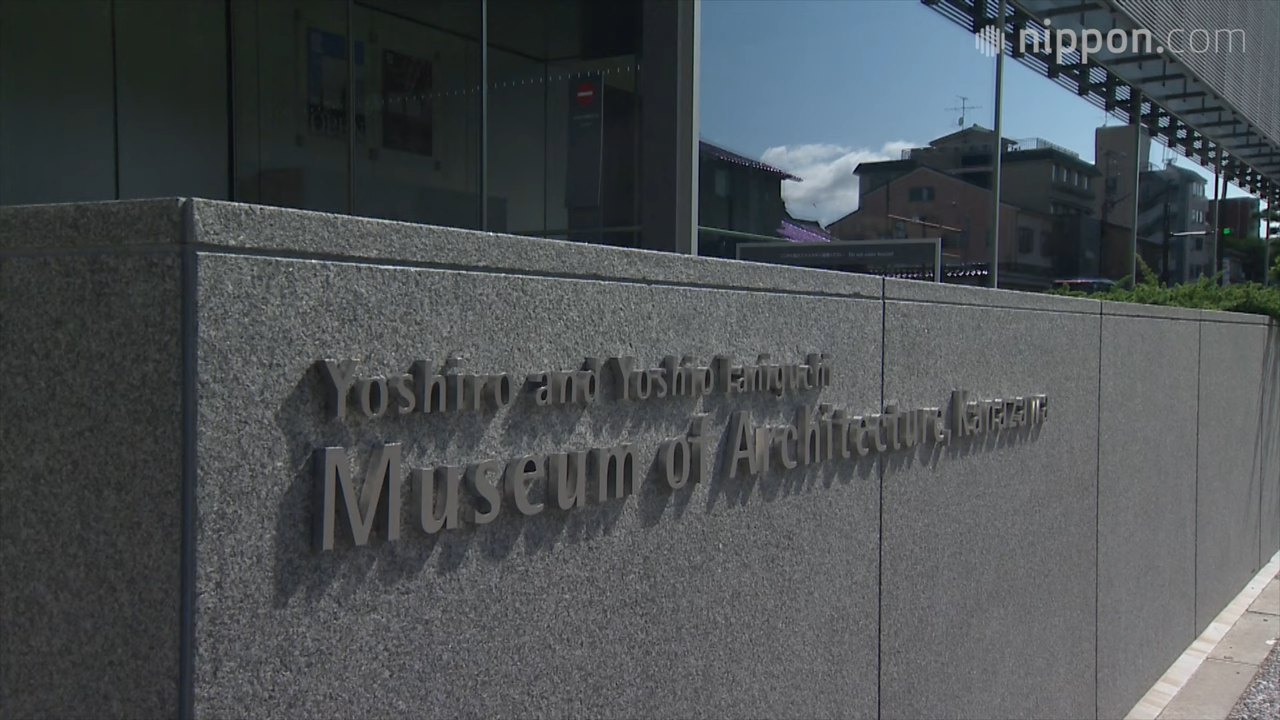 nippon.com
Yoshiro and Yoshio Taniguchi
Museum of Architecture, Kanazawa